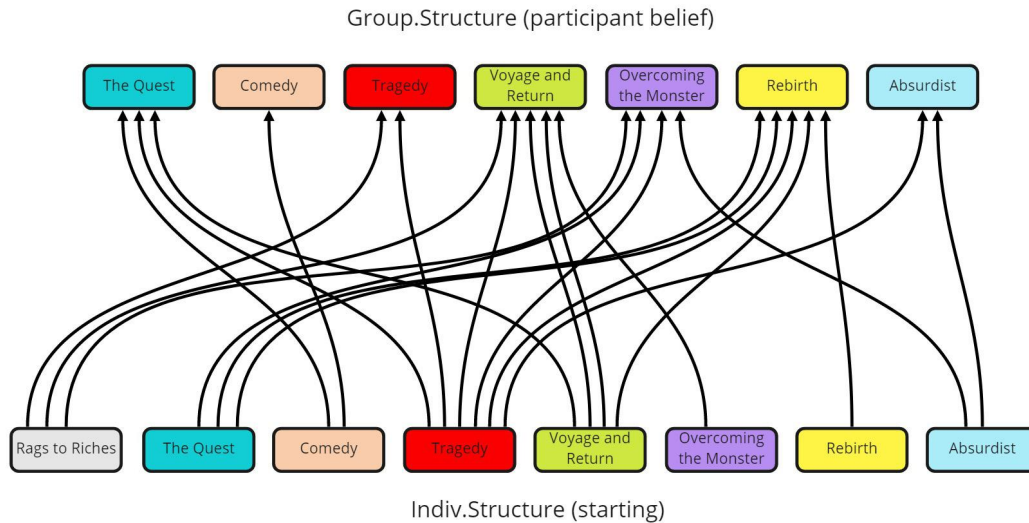 Group.Structure (participant belief)
The Quest
Comedy
Tragedy
Voyage and
Return
Overcoming
the Monster
Rebirth
Absurdist
Rags to Riches
The Quest
Comedy
Tragedy
Voyage and
Return
Overcoming
the Monster
Rebirth
Absurdist
Indiv.Structure (starting)